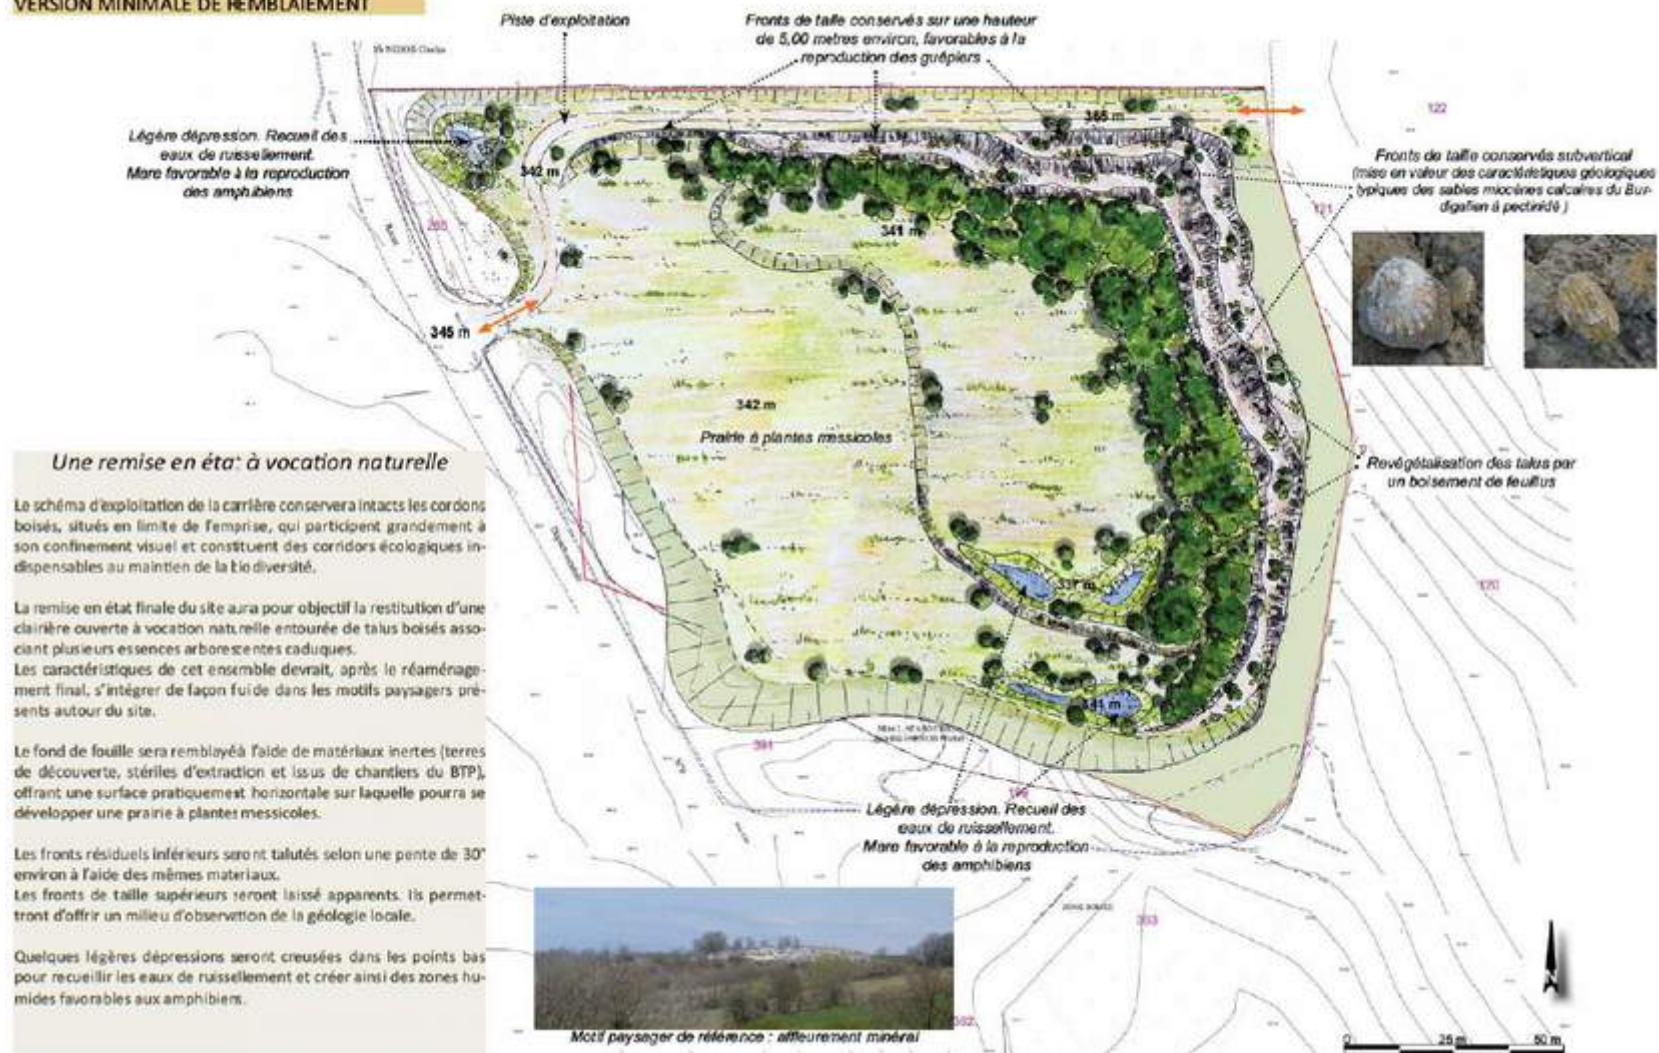 VERSION MINIMALE DE REMBLAIEMENT
Piste d'exploitation
Fronts de taille conservés sur une hauteur
de 5,00 metres environ, favorables à la
reproduction des guêpiers
Légère dépression. Recueil des
eaux de ruissellement.
Mare favorable à la reproduction
des amphibiens
Fronts de taille conservés subvertical
(mise en valeur des caractéristiques géologiques
typiques des sables miocènes calcaires du Bur-
digalien à pectinidé )
122
121
365 m
342 m
265
341 m
345 m
342 m
Prairie à plantes messicoles
Revégétalisation des talus par
un boisement de feuillus
337 m
120
341 m
391
Une remise en état à vocation naturelle
Le schéma d'exploitation de la carrière conservera intacts les cordons
boisés, situés en limite de l'emprise, qui participent grandement à
son confinement visuel et constituent des corridors écologiques in-
dispensables au maintien de la biodiversité.
La remise en état finale du site aura pour objectif la restitution d'une
clairière ouverte à vocation naturelle entourée de talus boisés asso-
ciant plusieurs essences arborescentes caduques.
Les caractéristiques de cet ensemble devrait, après le réaménage-
ment final, s'intégrer de façon fuide dans les motifs paysagers pré-
sents autour du site.
Le fond de fouille sera remblayé à l'aide de matériaux inertes (terres
de découverte, stériles d'extraction et issus de chantiers du BTP),
offrant une surface pratiquement horizontale sur laquelle pourra se
développer une prairie à plantes messicoles.
Les fronts résiduels inférieurs seront talutés selon une pente de 30°
environ à l'aide des mêmes materiaux.
Les fronts de taille supérieurs seront laissé apparents. Ils permet-
tront d'offrir un milieu d'observation de la géologie locale.
Quelques légères dépressions seront creusées dans les points bas
pour recueillir les eaux de ruissellement et créer ainsi des zones hu-
mides favorables aux amphibiens.
Légère dépression. Recueil des
eaux de ruissellement.
Mare favorable à la reproduction
des amphibiens
393
Motif paysager de référence : affleurement minéral
N
0 25 m 50 m